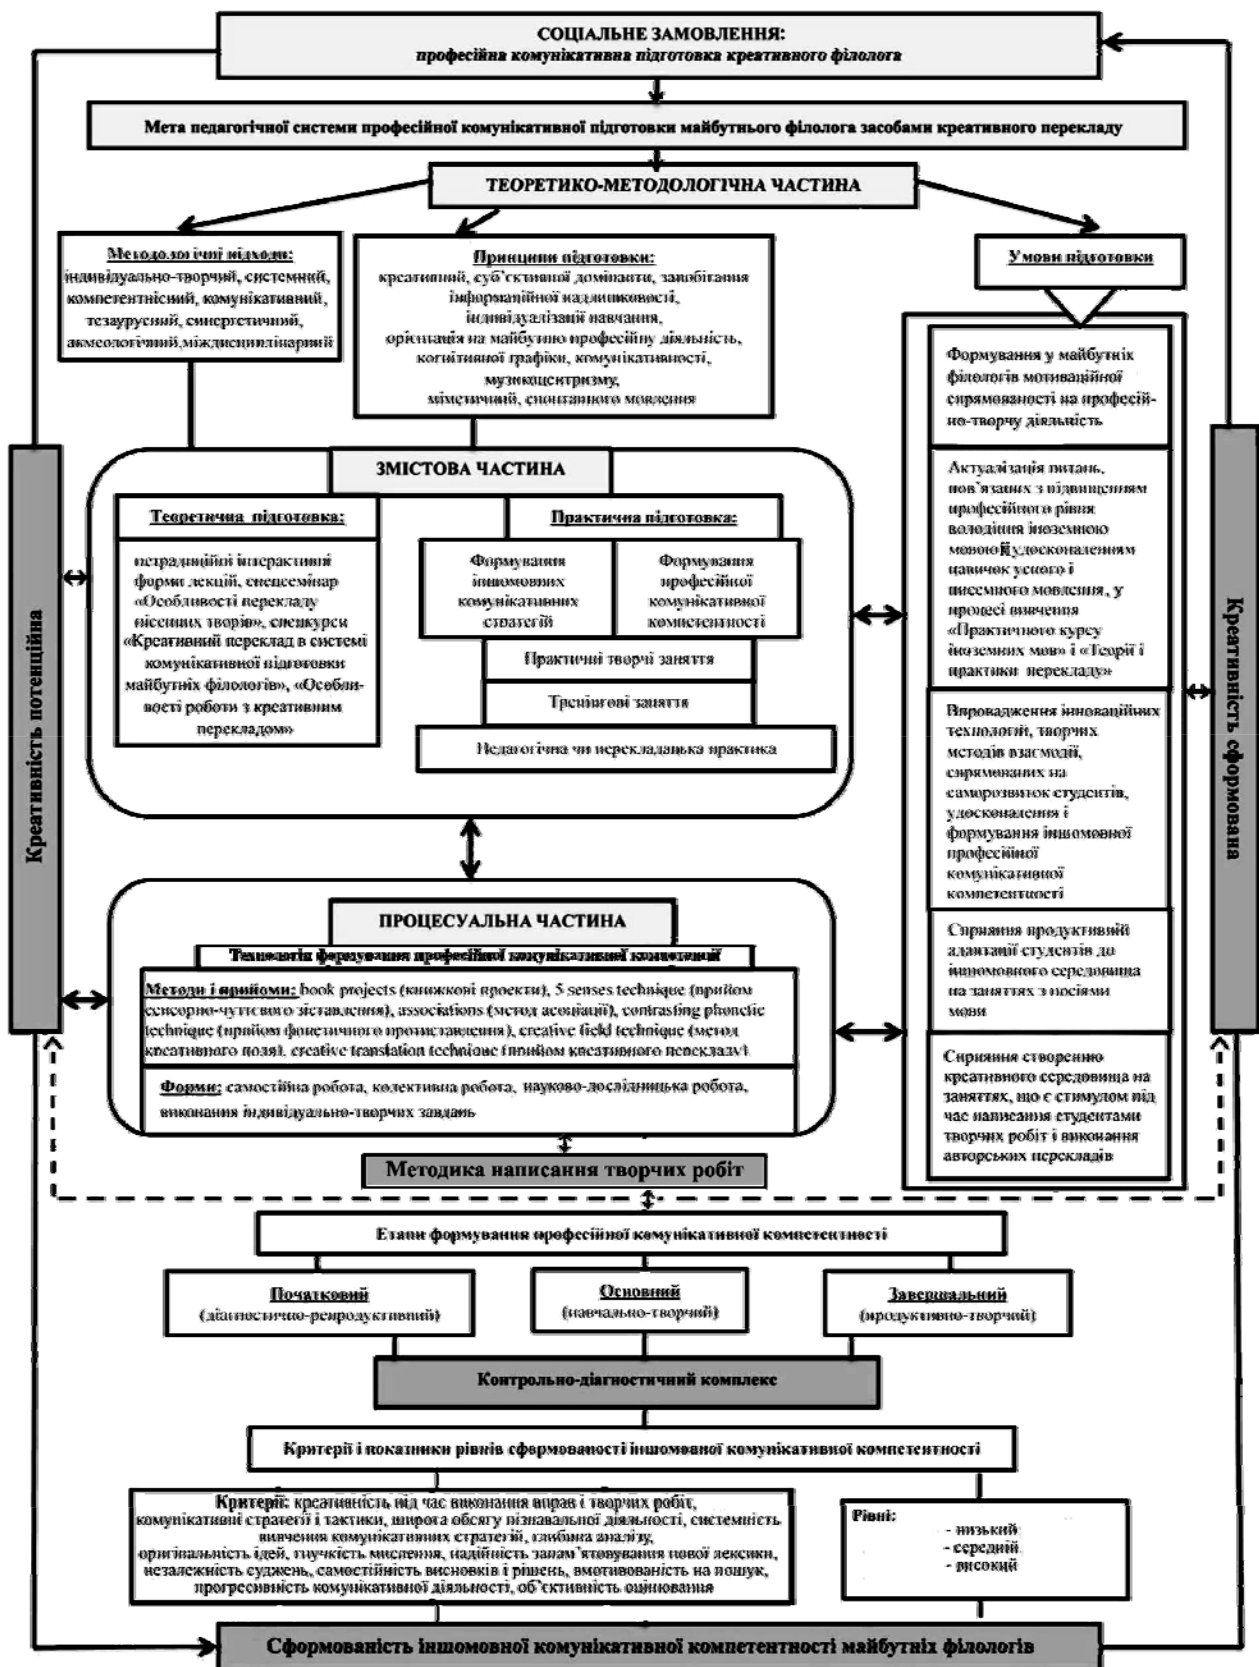 СОЦІАЛЬНЕ ЗАМОВЛЕННЯ:
професійна комунікативна підготовка креативного філолога
Мета педагогічної системи професійної комунікативної підготовки майбутнього філолога засобами креативного перекладу
ТЕОРЕТИКО-МЕТОДОЛОГІЧНА ЧАСТИНА
Методологічні підходи:
індивідуально-творчий, системний,
компетентнісний, комунікативний,
тезаурусний, синергетичний,
акмеологічний,міждисциплінарний
Принципи підготовки:
креативний, суб’єктивної домінанти, запобігання
інформаційної надлишковості,
індивідуалізації навчання,
орієнтація на майбутню професійну діяльність,
когнітивної графіки, комунікативності,
музикоцентризму,
міметичний, спонтанного мовлення
Умови підготовки
Формування у майбутніх
філологів мотиваційної
спрямованості на професій-
но-творчу діяльність
Актуалізація питань,
пов’язаних з підвищенням
професійного рівня
володіння іноземною
мовою й удосконаленням
навичок усного і
писемного мовлення, у
процесі вивчення
«Практичного курсу
іноземних мов» і «Теорії і
практики перекладу»
Впровадження інноваційних
технологій, творчих
методів взаємодії,
спрямованих на
саморозвиток студентів,
удосконалення і
формування іншомовної
професійної
комунікативної
компетентності
Сприяння продуктивній
адаптації студентів до
іншомовного середовища
на заняттях з носіями
мови
Сприяння створенню
креативного середовища на
заняттях, що є стимулом під
час написання студентами
творчих робіт і виконання
авторських перекладів
Креативність потенційна
Креативність сформована
ЗМІСТОВА ЧАСТИНА
Теоретична підготовка:
нетрадиційні інтерактивні
форми лекцій, спецсемінар
«Особливості перекладу
пісенних творів», спецкурси
«Креативний переклад в системі
комунікативної підготовки
майбутніх філологів», «Особли-
вості роботи з креативним
перекладом»
Практична підготовка:
Формування
іншомовних
комунікативних
стратегій
Формування
професійної
комунікативної
компетентності
Практичні творчі заняття
Тренінгові заняття
Педагогічна чи перекладацька практика
ПРОЦЕСУАЛЬНА ЧАСТИНА
Технологія формування професійної комунікативної компетенції
Методи і прийоми: book projects (книжкові проекти), 5 senses technique (прийом
сенсорно-чуттєвого зіставлення), associations (метод асоціації), contrasting phonetic
technique (прийом фонетичного протиставлення), creative field technique (метод
креативного поля), creative translation technique (прийом креативного перекладу)
Форми: самостійна робота, колективна робота, науково-дослідницька робота,
виконання індивідуально-творчих завдань
Методика написання творчих робіт
Етапи формування професійної комунікативної компетентності
Початковий
(діагностично-репродуктивний)
Основний
(навчально-творчий)
Завершальний
(продуктивно-творчий)
Контрольно-діагностичний комплекс
Критерії і показники рівнів сформованості іншомовної комунікативної компетентності
Критерії: креативність під час виконання вправ і творчих робіт,
комунікативні стратегії і тактики, широта обсягу пізнавальної діяльності, системність
вивчення комунікативних стратегій, глибина аналізу,
оригінальність ідей, гнучкість мислення, надійність запам’ятовування нової лексики,
незалежність суджень, самостійність висновків і рішень, вмотивованість на пошук,
прогресивність комунікативної діяльності, об’єктивність оцінювання
Рівні:
- низький
- середній
- високий
Сформованість іншомовної комунікативної компетентності майбутніх філологів